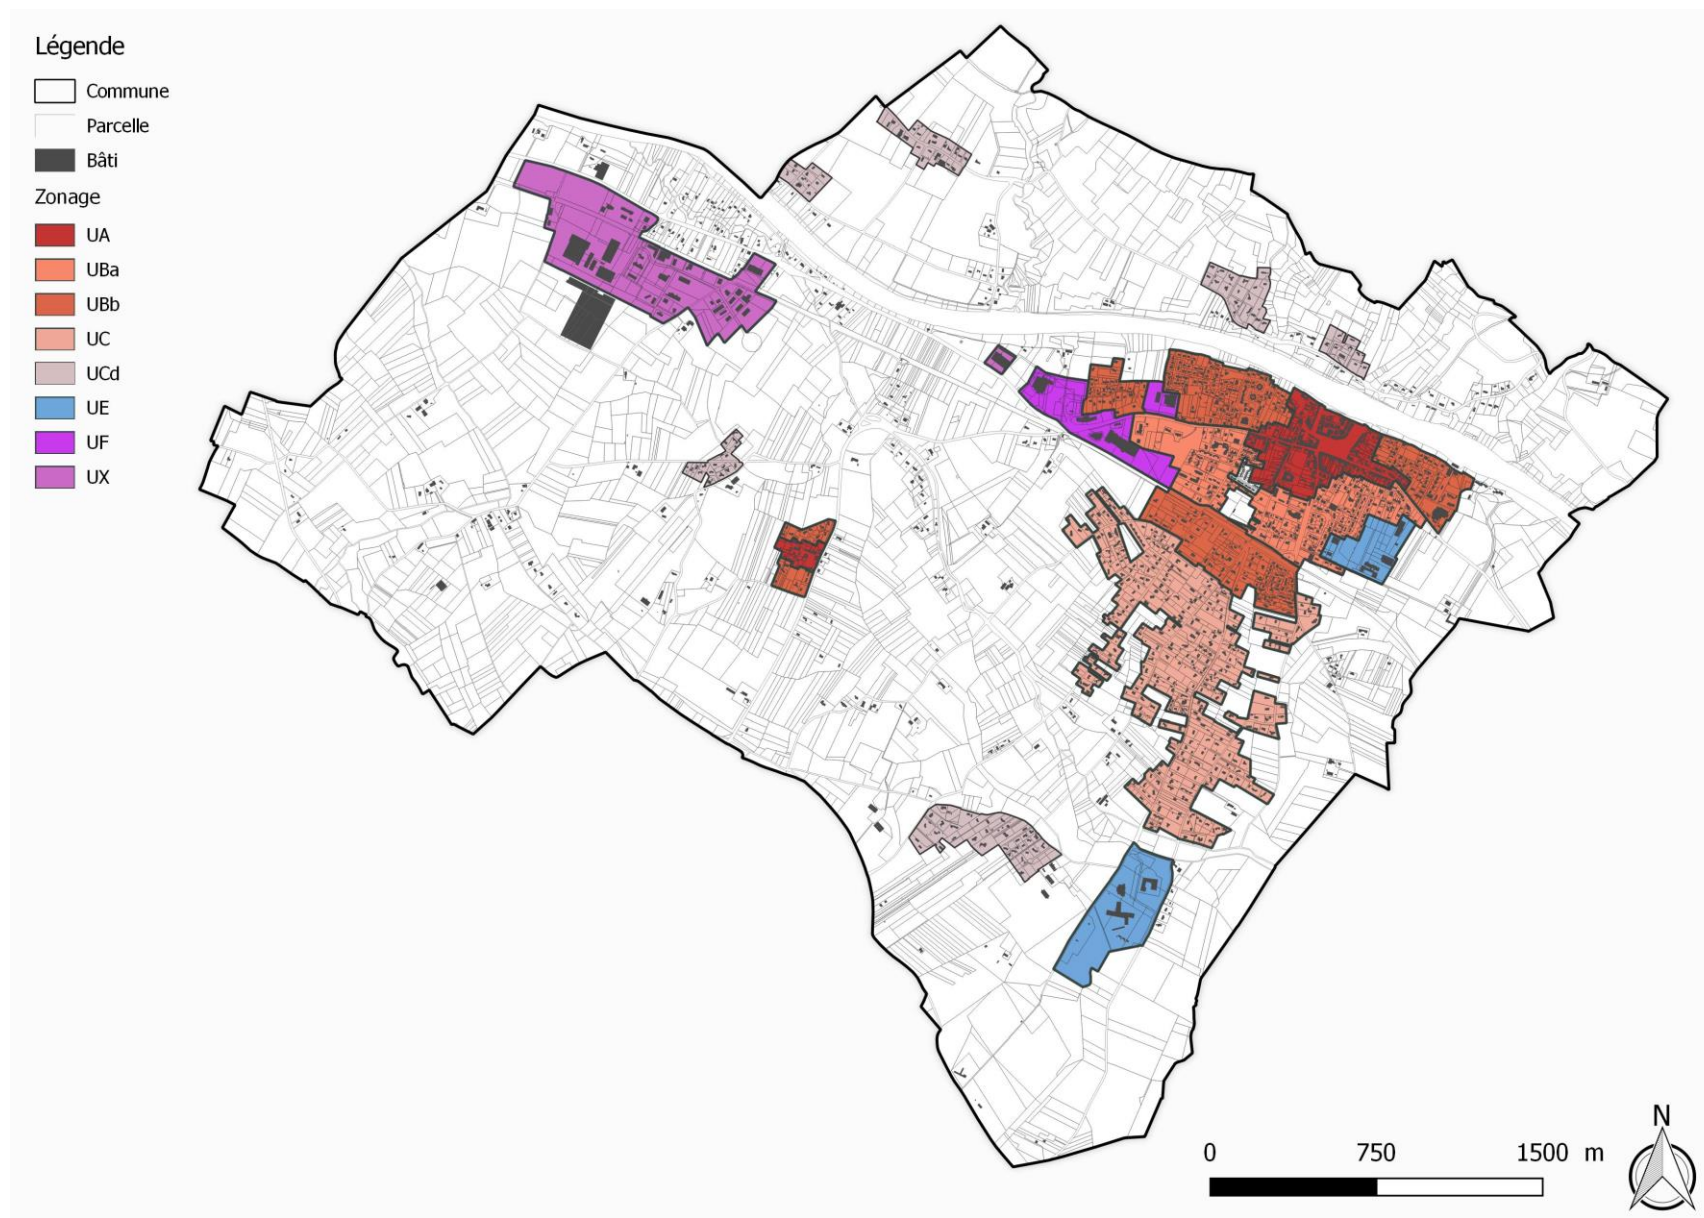 Légende
Commune
Parcelle
Bâti
Zonage
UA
UBa
UBb
UC
UCd
UE
UF
UX
N
0 750 1500 m